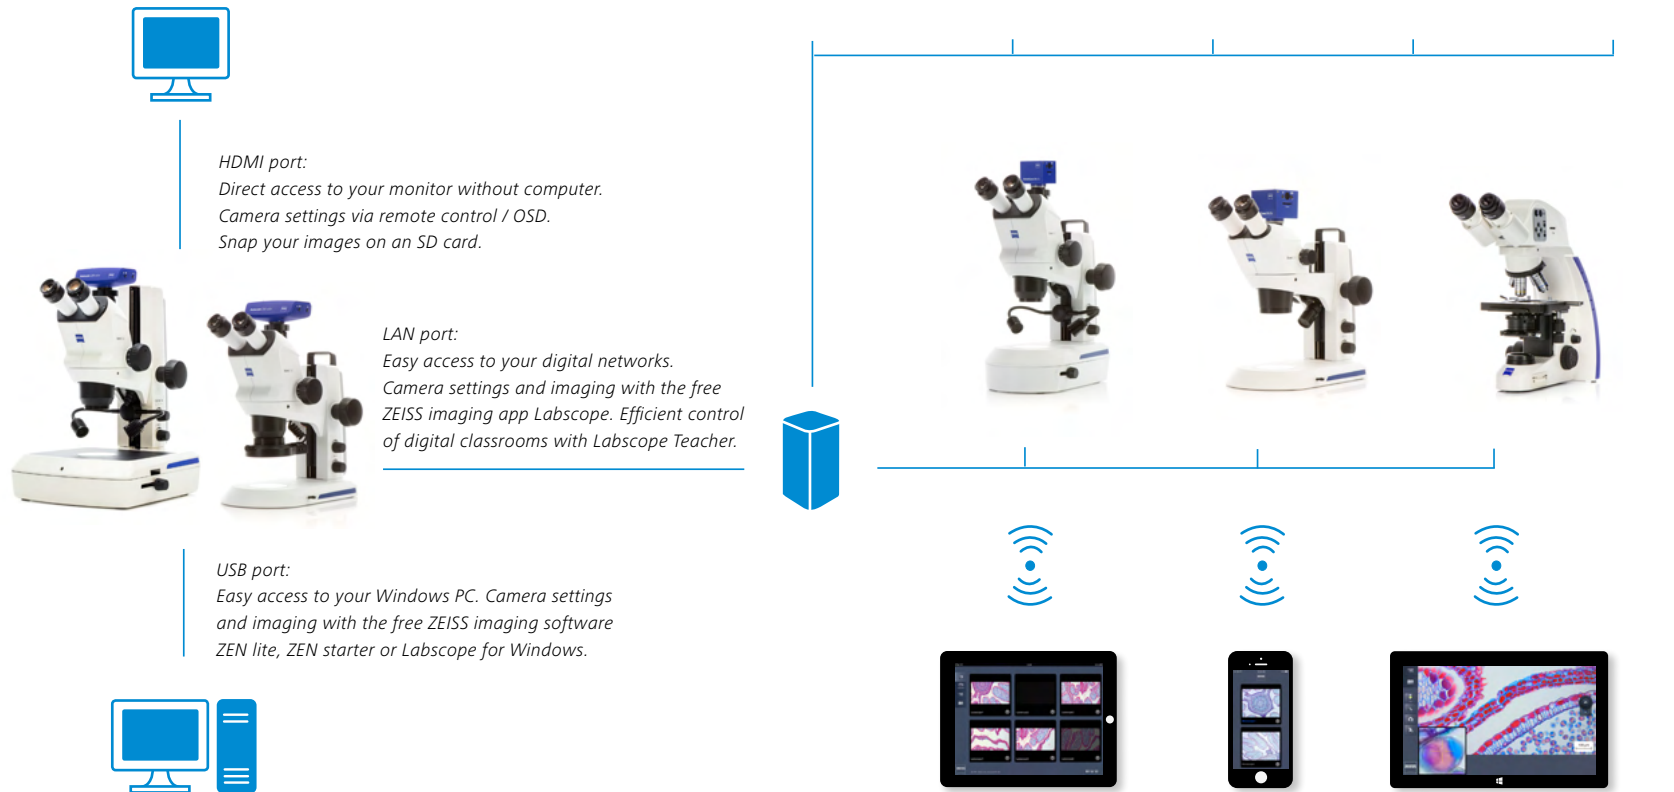 HDMI port:
Direct access to your monitor without computer.
Camera settings via remote control / OSD.
Snap your images on an SD card.
LAN port:
Easy access to your digital networks.
Camera settings and imaging with the free
ZEISS imaging app Labscope. Efficient control
of digital classrooms with Labscope Teacher.
USB port:
Easy access to your Windows PC. Camera settings
and imaging with the free ZEISS imaging software
ZEN lite, ZEN starter or Labscope for Windows.